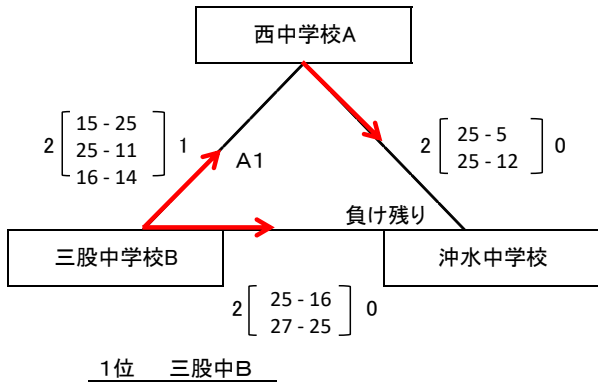 西中学校A
2 15 - 25 1
25 - 11
16 - 14
A1
2 25 - 5 0
25 - 12
負け残り
三股中学校B
沖水中学校
2 25 - 16 0
27 - 25
1位 三股中B